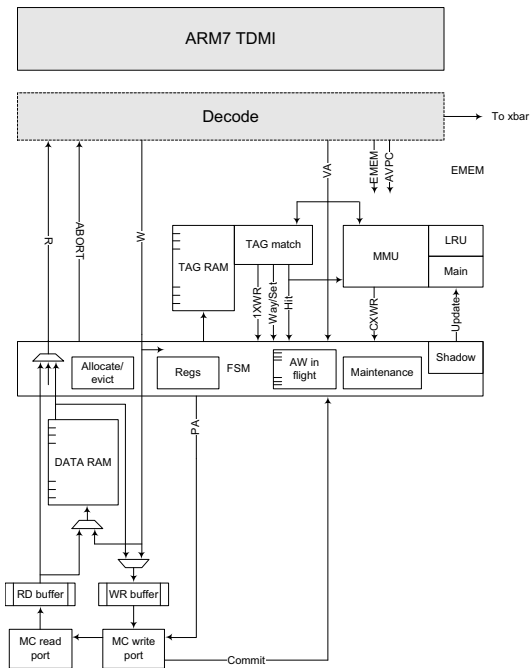 ARM7 TDMI
Decode
To xbar
EMEM
AVPC
EMEM
R
ABORT
W
VA
TAG RAM
TAG match
MMU
LRU
Main
1XWR
Way/Set
Hit
CXWR
Update
Allocate/
evict
Regs
FSM
AW in
flight
Maintenance
Shadow
PA
DATA RAM
RD buffer
WR buffer
MC read
port
MC write
port
Commit